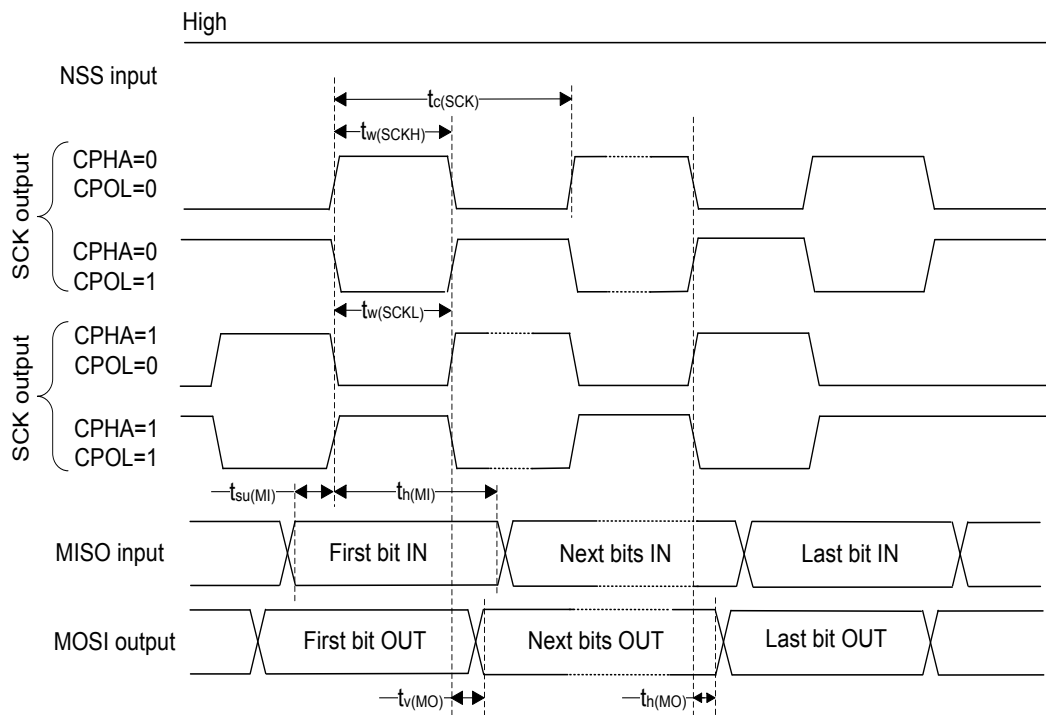 High
NSS input
tc(SCK)
tw(SCKH)
SCK output
CPHA=0
CPOL=0
CPHA=0
CPOL=1
tw(SCKL)
SCK output
CPHA=1
CPOL=0
CPHA=1
CPOL=1
tsu(MI)
th(MI)
MISO input
First bit IN
Next bits IN
Last bit IN
MOSI output
First bit OUT
Next bits OUT
Last bit OUT
tv(MO)
th(MO)